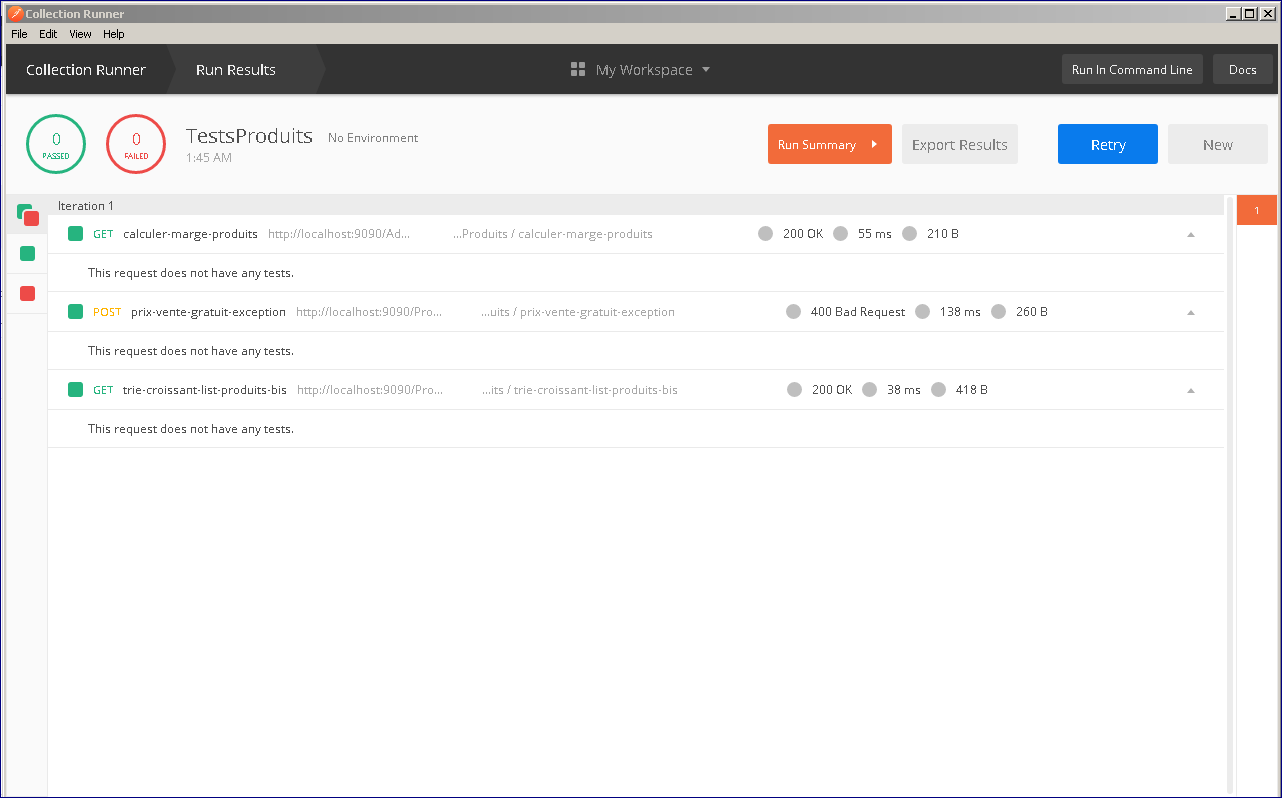 Collection Runner
File Edit View Help
Collection Runner Run Results My Workspace Run In Command Line Docs
0 PASSED 0 FAILED TestsProduits No Environment Run Summary Export Results Retry New
1:45 AM
Iteration 1 1
GET calculer-marge-produits http://localhost:9090/Ad... ...Produits / calculer-marge-produits 200 OK 55 ms 210 B
This request does not have any tests.
POST prix-vente-gratuit-exception http://localhost:9090/Pro... ...uits / prix-vente-gratuit-exception 400 Bad Request 138 ms 260 B
This request does not have any tests.
GET trie-croissant-list-produits-bis http://localhost:9090/Pro... ...its / trie-croissant-list-produits-bis 200 OK 38 ms 418 B
This request does not have any tests.